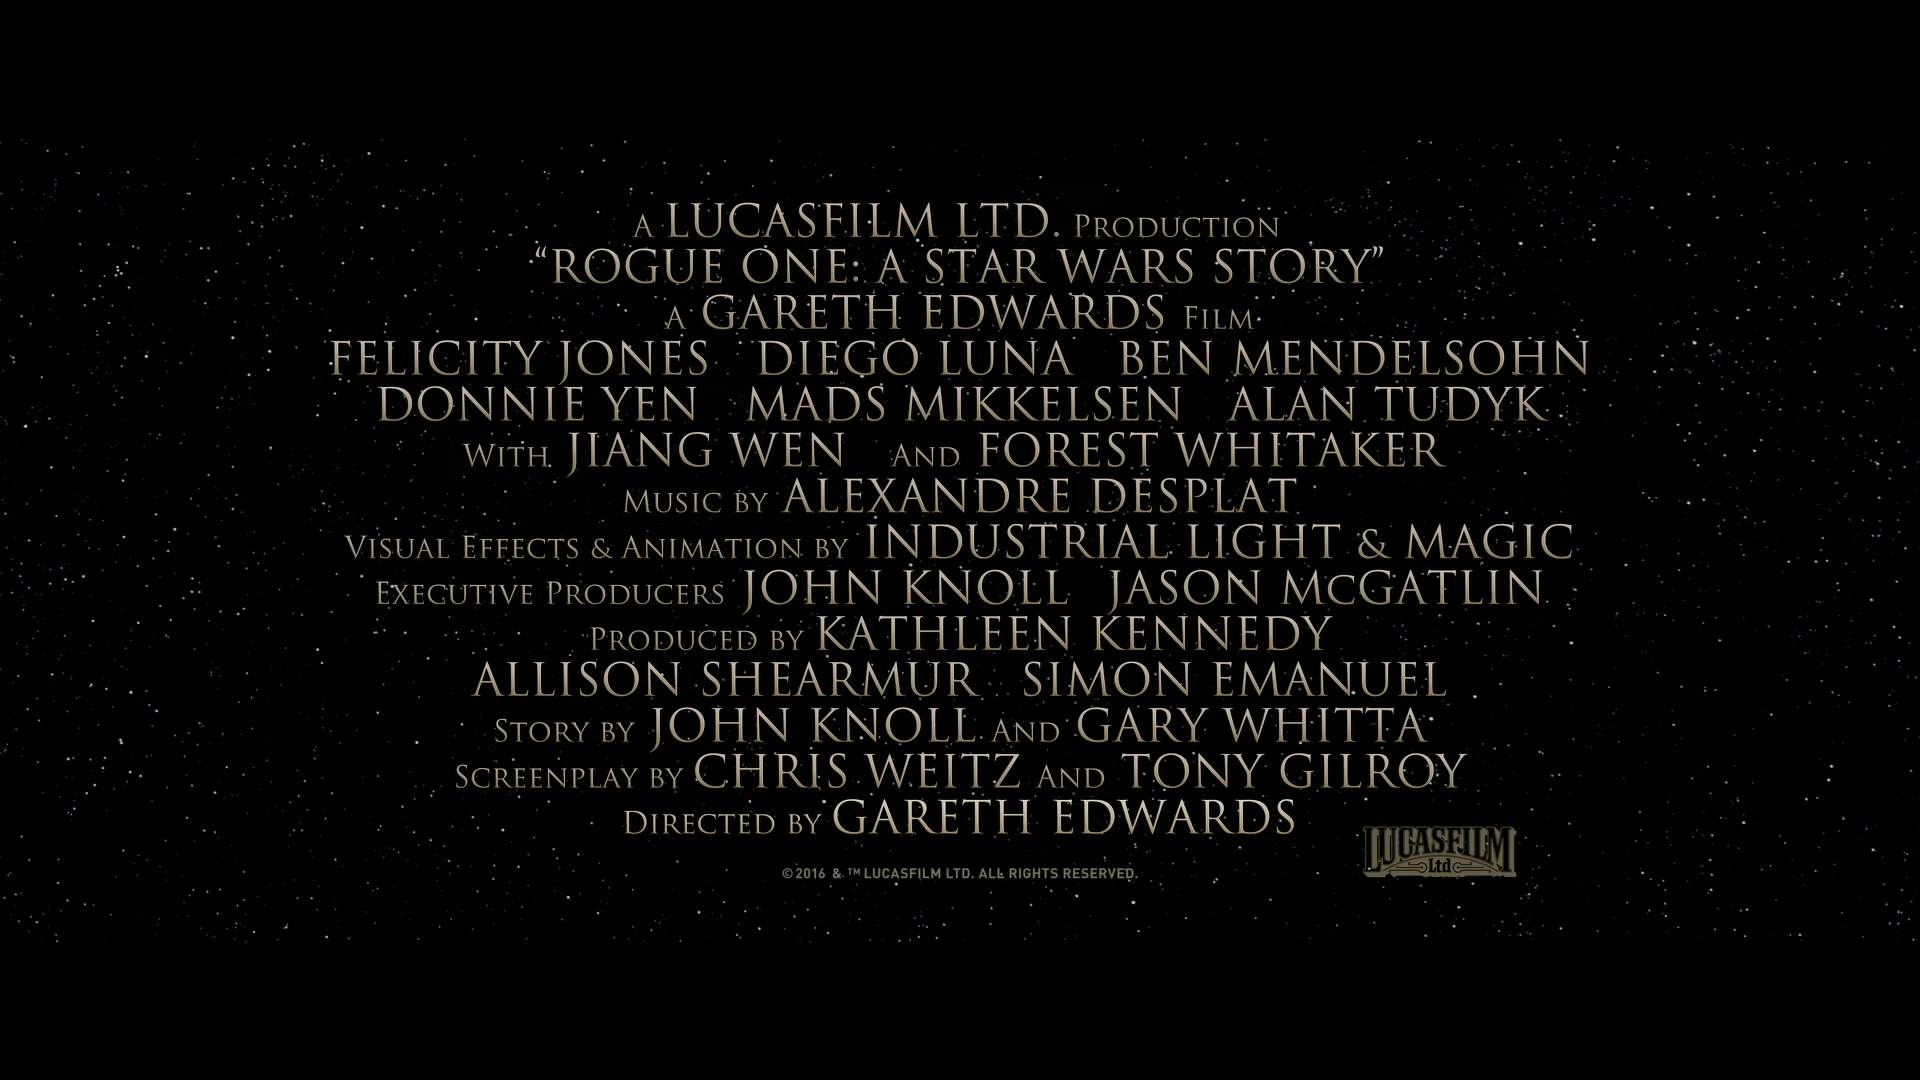 A LUCASFILM LTD. PRODUCTION
“ROGUE ONE: A STAR WARS STORY”
A GARETH EDWARDS FILM
FELICITY JONES DIEGO LUNA BEN MENDELSOHN
DONNIE YEN MADS MIKKELSEN ALAN TUDYK
WITH JIANG WEN AND FOREST WHITAKER
MUSIC BY ALEXANDRE DESPLAT
VISUAL EFFECTS & ANIMATION BY INDUSTRIAL LIGHT & MAGIC
EXECUTIVE PRODUCERS JOHN KNOLL JASON McGATLIN
PRODUCED BY KATHLEEN KENNEDY
ALLISON SHEARMUR SIMON EMANUEL
STORY BY JOHN KNOLL AND GARY WHITTA
SCREENPLAY BY CHRIS WEITZ AND TONY GILROY
DIRECTED BY GARETH EDWARDS
LUCASFILM
Ltd
©2016 & ™ LUCASFILM LTD. ALL RIGHTS RESERVED.